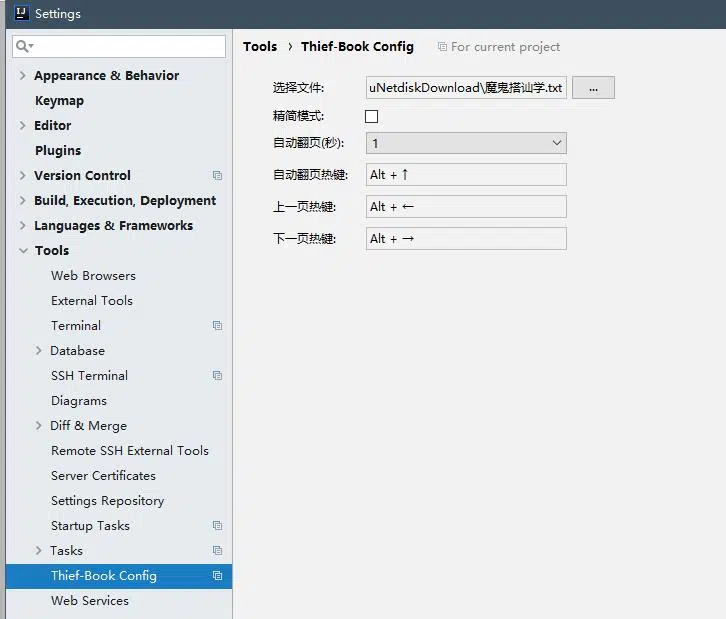 Settings
Appearance & Behavior
Keymap
Editor
Plugins
Version Control
Build, Execution, Deployment
Languages & Frameworks
Tools
Web Browsers
External Tools
Terminal
Database
SSH Terminal
Diagrams
Diff & Merge
Remote SSH External Tools
Server Certificates
Settings Repository
Startup Tasks
Tasks
Thief-Book Config
Web Services
Tools › Thief-Book Config For current project
选择文件: uNetdiskDownload\魔鬼搭讪学.txt ...
精简模式:
自动翻页(秒): 1
自动翻页热键: Alt + ↑
上一页热键: Alt + ←
下一页热键: Alt + →